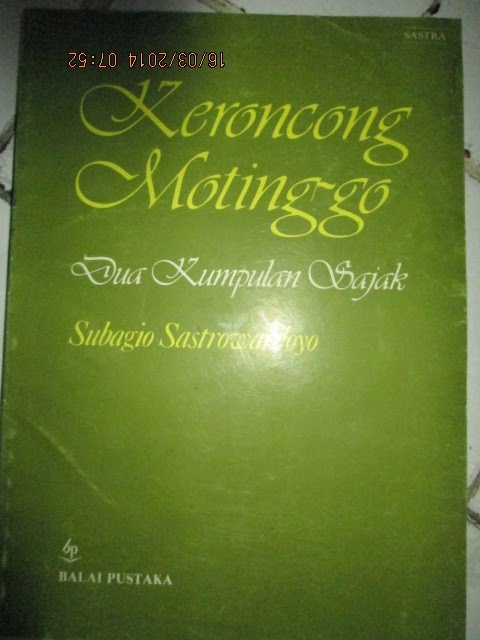 SASTRA
16/03/2014 07:52
Keroncong
Motinggo
Dua Kumpulan Sajak
Subagio Sastrowardoyo
bp
BALAI PUSTAKA